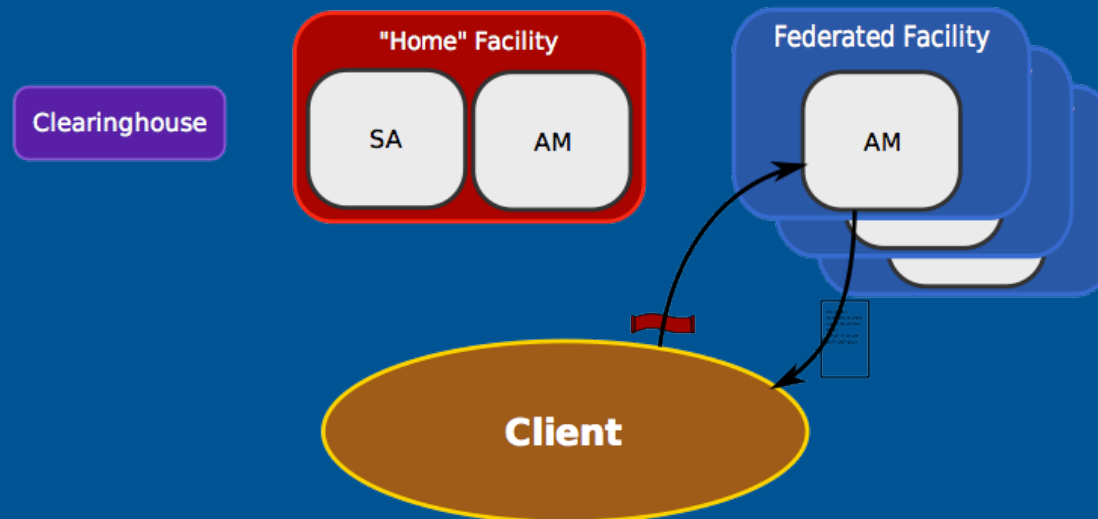 "Home" Facility
Federated Facility
Clearinghouse
SA
AM
AM
Client